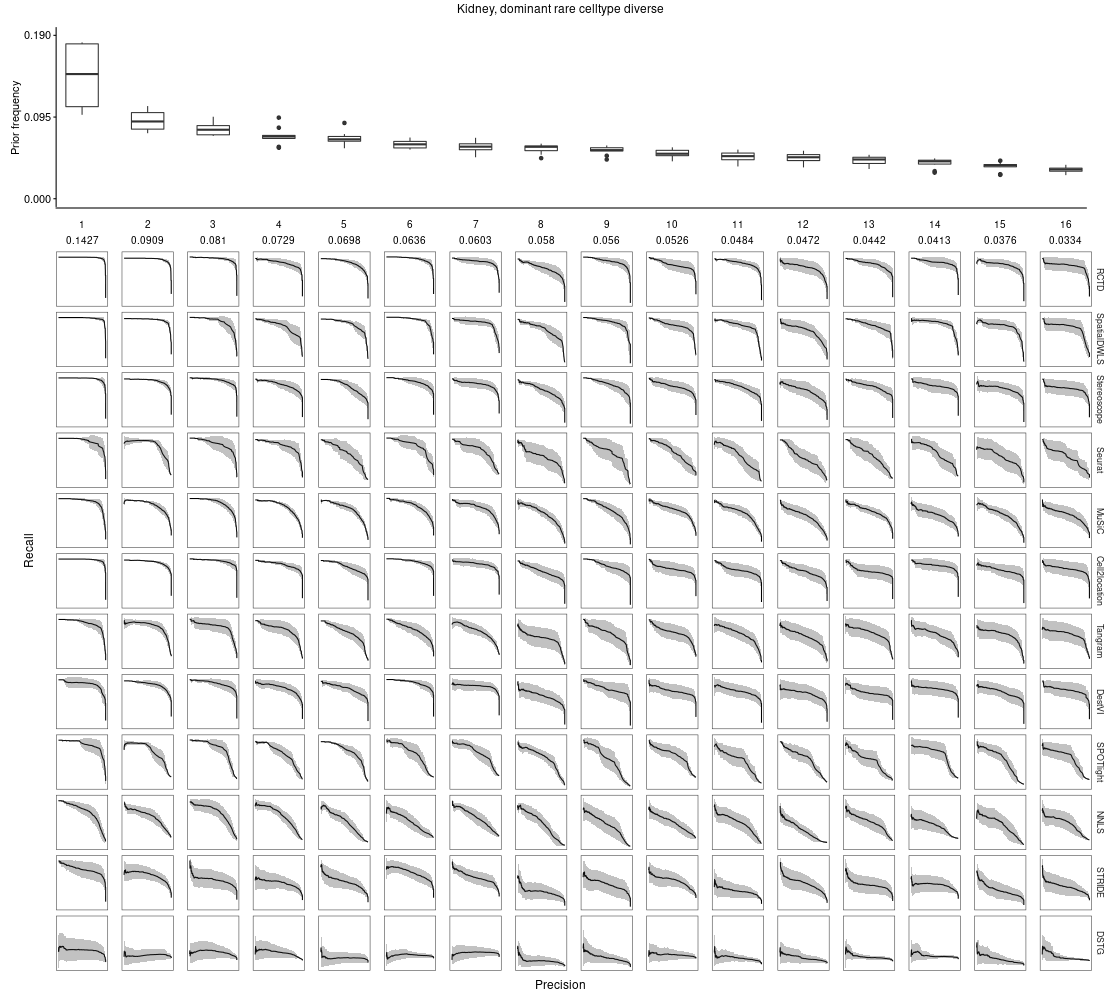 Kidney, dominant rare celltype diverse
Prior frequency
0.190
0.095
0.000
1 2 3 4 5 6 7 8 9 10 11 12 13 14 15 16
0.1427 0.0909 0.081 0.0729 0.0698 0.0636 0.0603 0.058 0.056 0.0526 0.0484 0.0472 0.0442 0.0413 0.0376 0.0334
Recall
RCTD
SpatialDWLS
Stereoscope
Seurat
MuSiC
Cell2location
Tangram
DestVI
SPOTlight
NNLS
STRIDE
DSTG
Precision